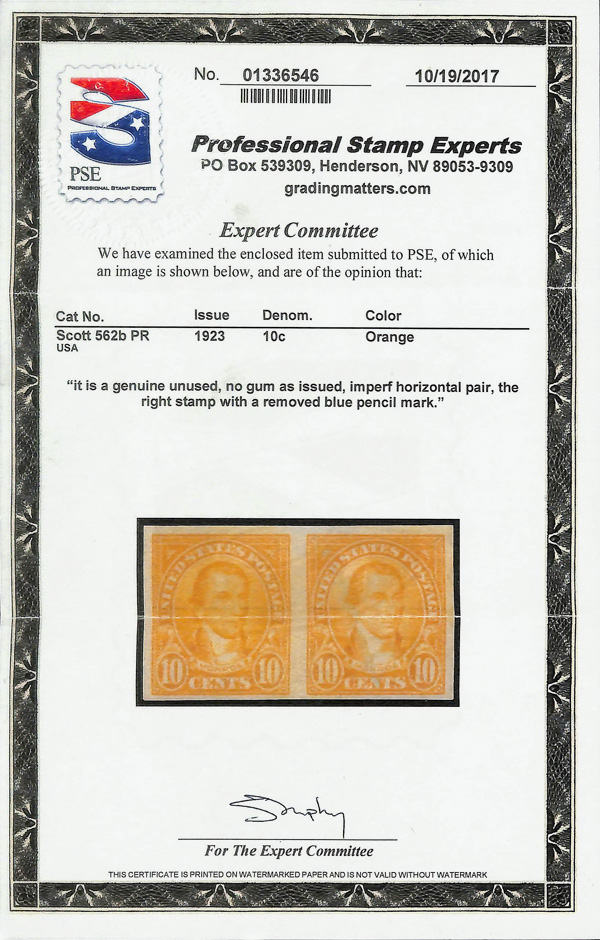 No. 01336546 10/19/2017
PSE
PROFESSIONAL STAMP EXPERTS
Professional Stamp Experts
PO Box 539309, Henderson, NV 89053-9309
gradingmatters.com
Expert Committee
We have examined the enclosed item submitted to PSE, of which
an image is shown below, and are of the opinion that:
Cat No. Issue Denom. Color
Scott 562b PR 1923 10c Orange
USA
“it is a genuine unused, no gum as issued, imperf horizontal pair, the
right stamp with a removed blue pencil mark.”
UNITED STATES POSTAGE UNITED STATES POSTAGE
10 CENTS 10 10 CENTS 10
For The Expert Committee
THIS CERTIFICATE IS PRINTED ON WATERMARKED PAPER AND IS NOT VALID WITHOUT WATERMARK